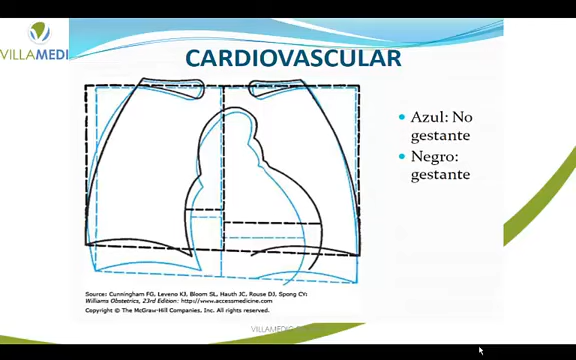 VILLAMEDI
CARDIOVASCULAR
• Azul: No
gestante
• Negro:
gestante
Source: Cunningham FG, Leveno KJ, Bloom SL, Hauth JC, Rouse DJ, Spong CY:
Williams Obstetrics, 23rd Edition: http://www.accessmedicine.com
Copyright © The McGraw-Hill Companies, Inc. All rights reserved.